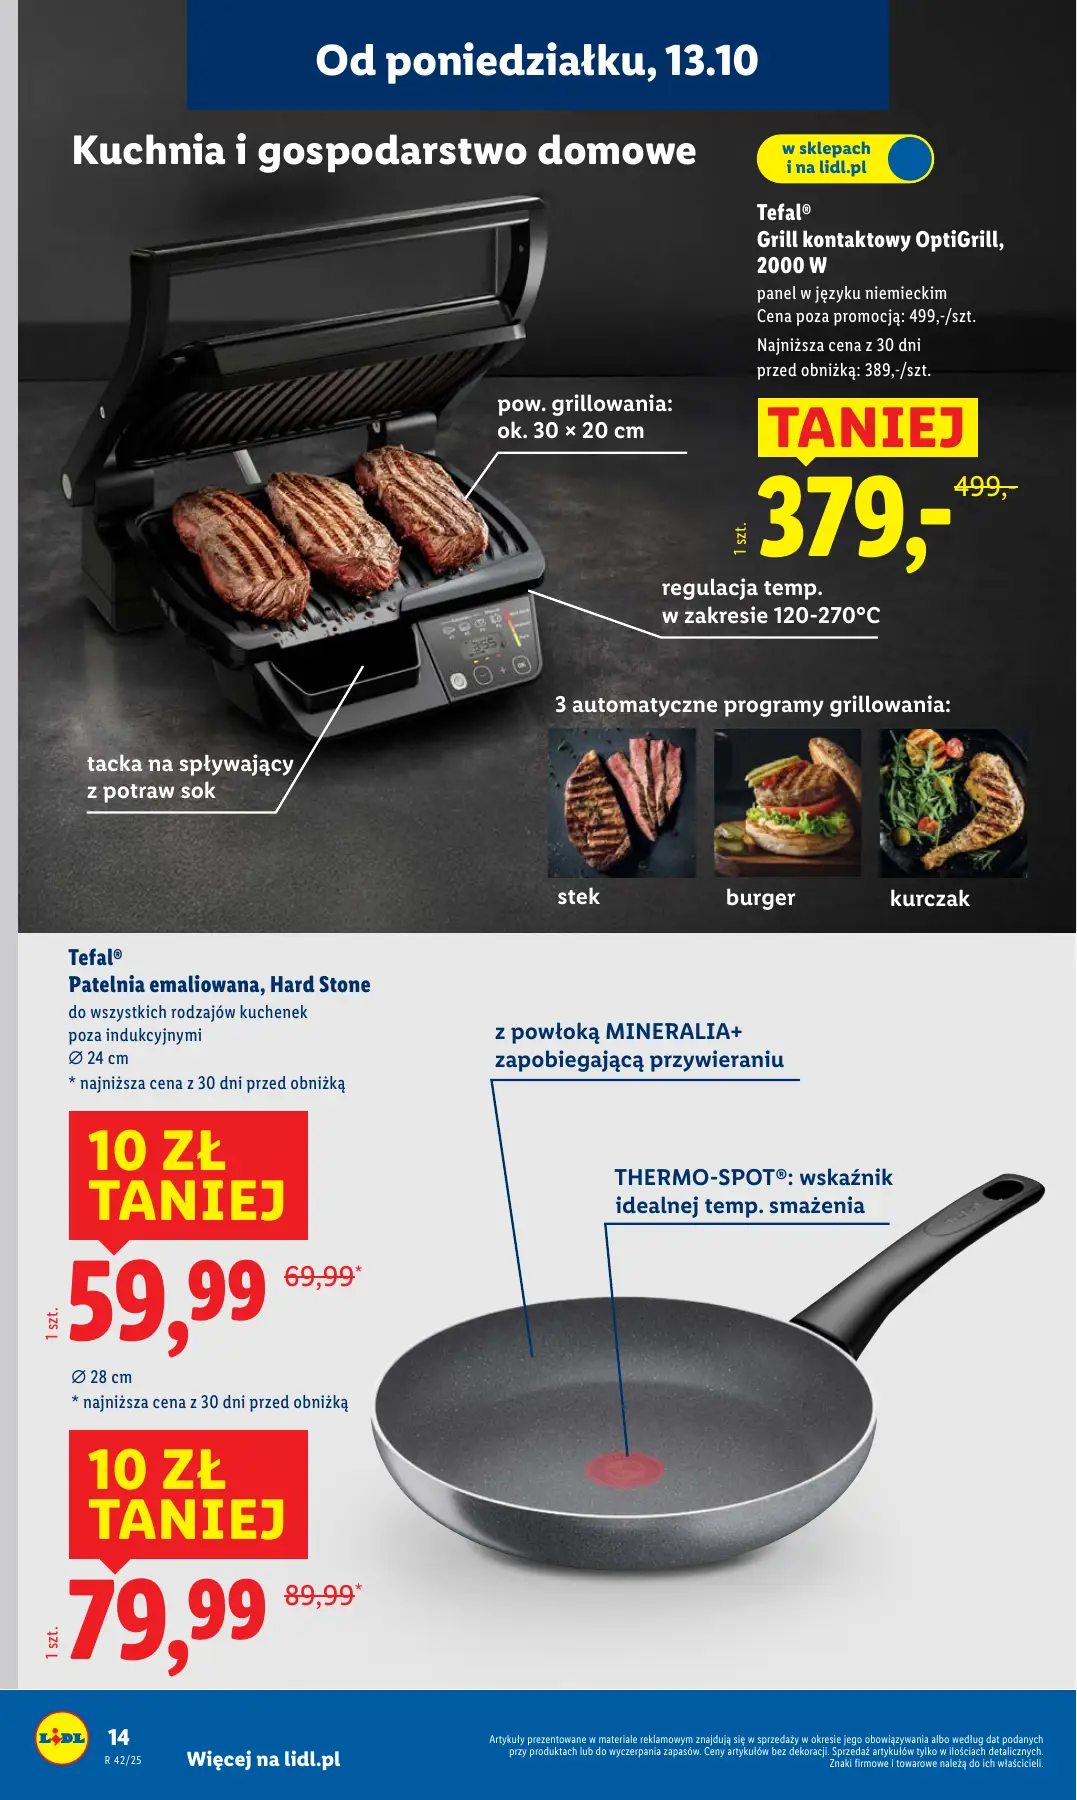 Od poniedziałku, 13.10
Kuchnia i gospodarstwo domowe
w sklepach
i na lidl.pl
Tefal®
Grill kontaktowy OptiGrill,
2000 W
panel w języku niemieckim
Cena poza promocją: 499,-/szt.
Najniższa cena z 30 dni
przed obniżką: 389,-/szt.
TANIEJ
499,-
379,-
1 szt.
pow. grillowania:
ok. 30 × 20 cm
regulacja temp.
w zakresie 120-270°C
tacka na spływający
z potraw sok
3 automatyczne programy grillowania:
stek
burger
kurczak
Tefal®
Patelnia emaliowana, Hard Stone
do wszystkich rodzajów kuchenek
poza indukcyjnymi
Ø 24 cm
* najniższa cena z 30 dni przed obniżką
10 ZŁ
TANIEJ
59,99
69,99*
1 szt.
Ø 28 cm
* najniższa cena z 30 dni przed obniżką
10 ZŁ
TANIEJ
79,99
89,99*
1 szt.
z powłoką MINERALIA+
zapobiegającą przywieraniu
THERMO-SPOT®: wskaźnik
idealnej temp. smażenia
LIDL
14
R 42/25
Więcej na lidl.pl
Artykuły prezentowane w materiale reklamowym znajdują się w sprzedaży w okresie jego obowiązywania albo według dat podanych
przy produktach lub do wyczerpania zapasów. Ceny artykułów bez dekoracji. Sprzedaż artykułów tylko w ilościach detalicznych.
Znaki firmowe i towarowe należą do ich właścicieli.